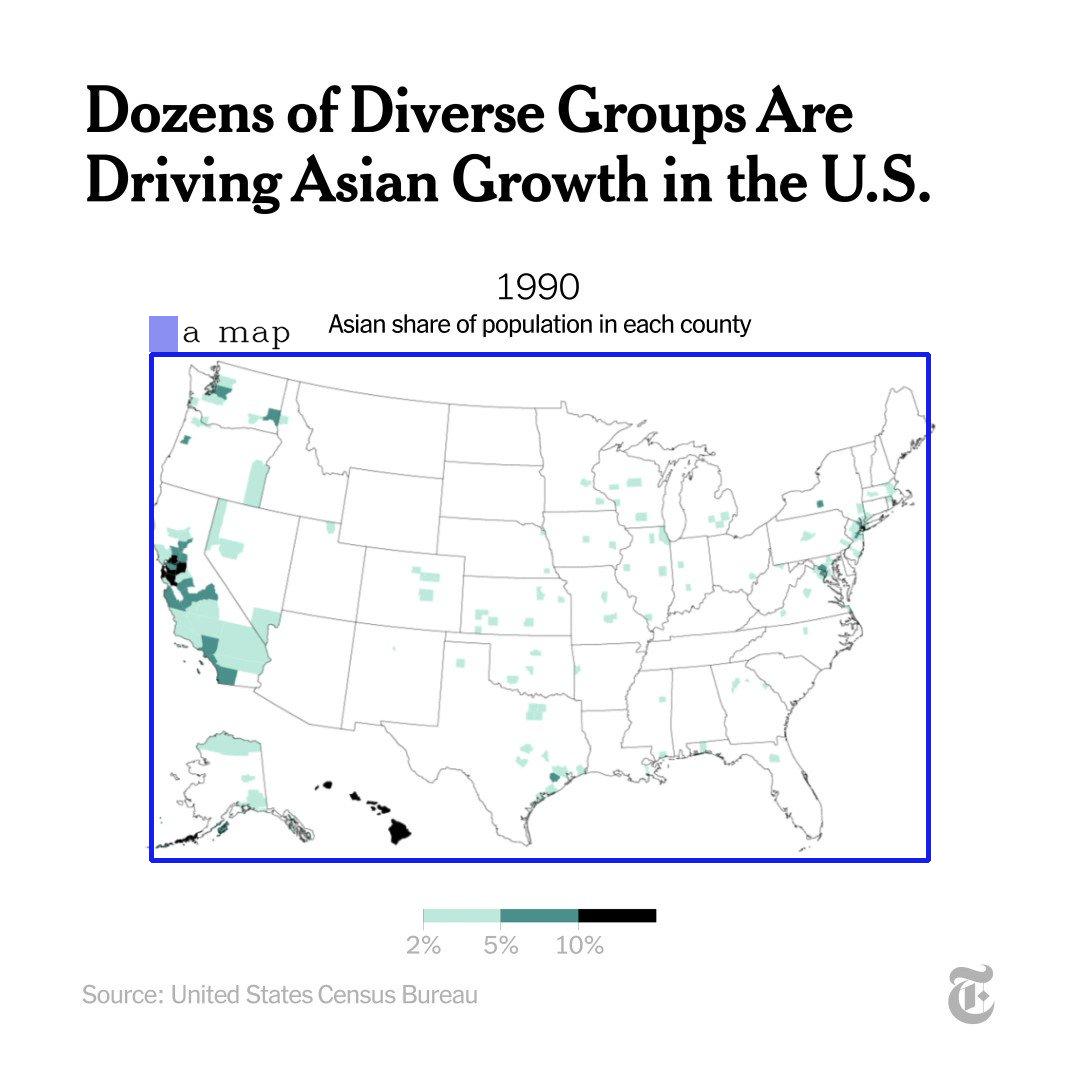 Dozens of Diverse Groups Are
Driving Asian Growth in the U.S.
1990
Asian share of population in each county
a map
2% 5% 10%
Source: United States Census Bureau
T